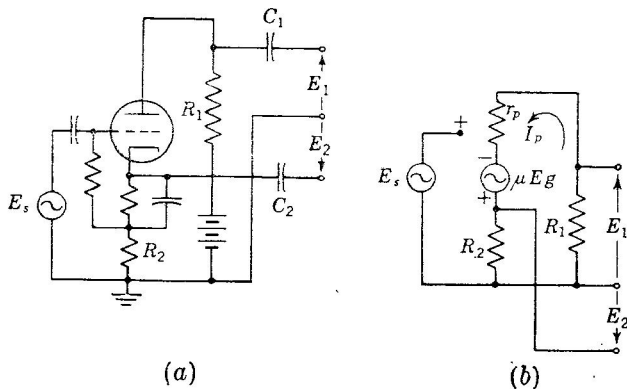 C₁
R₁
E₁
E₂
Eₛ
C₂
R₂
(a)
rₚ
+
Iₚ
−
Eₛ
μEg
+
R₂
R₁
E₁
E₂
(b)